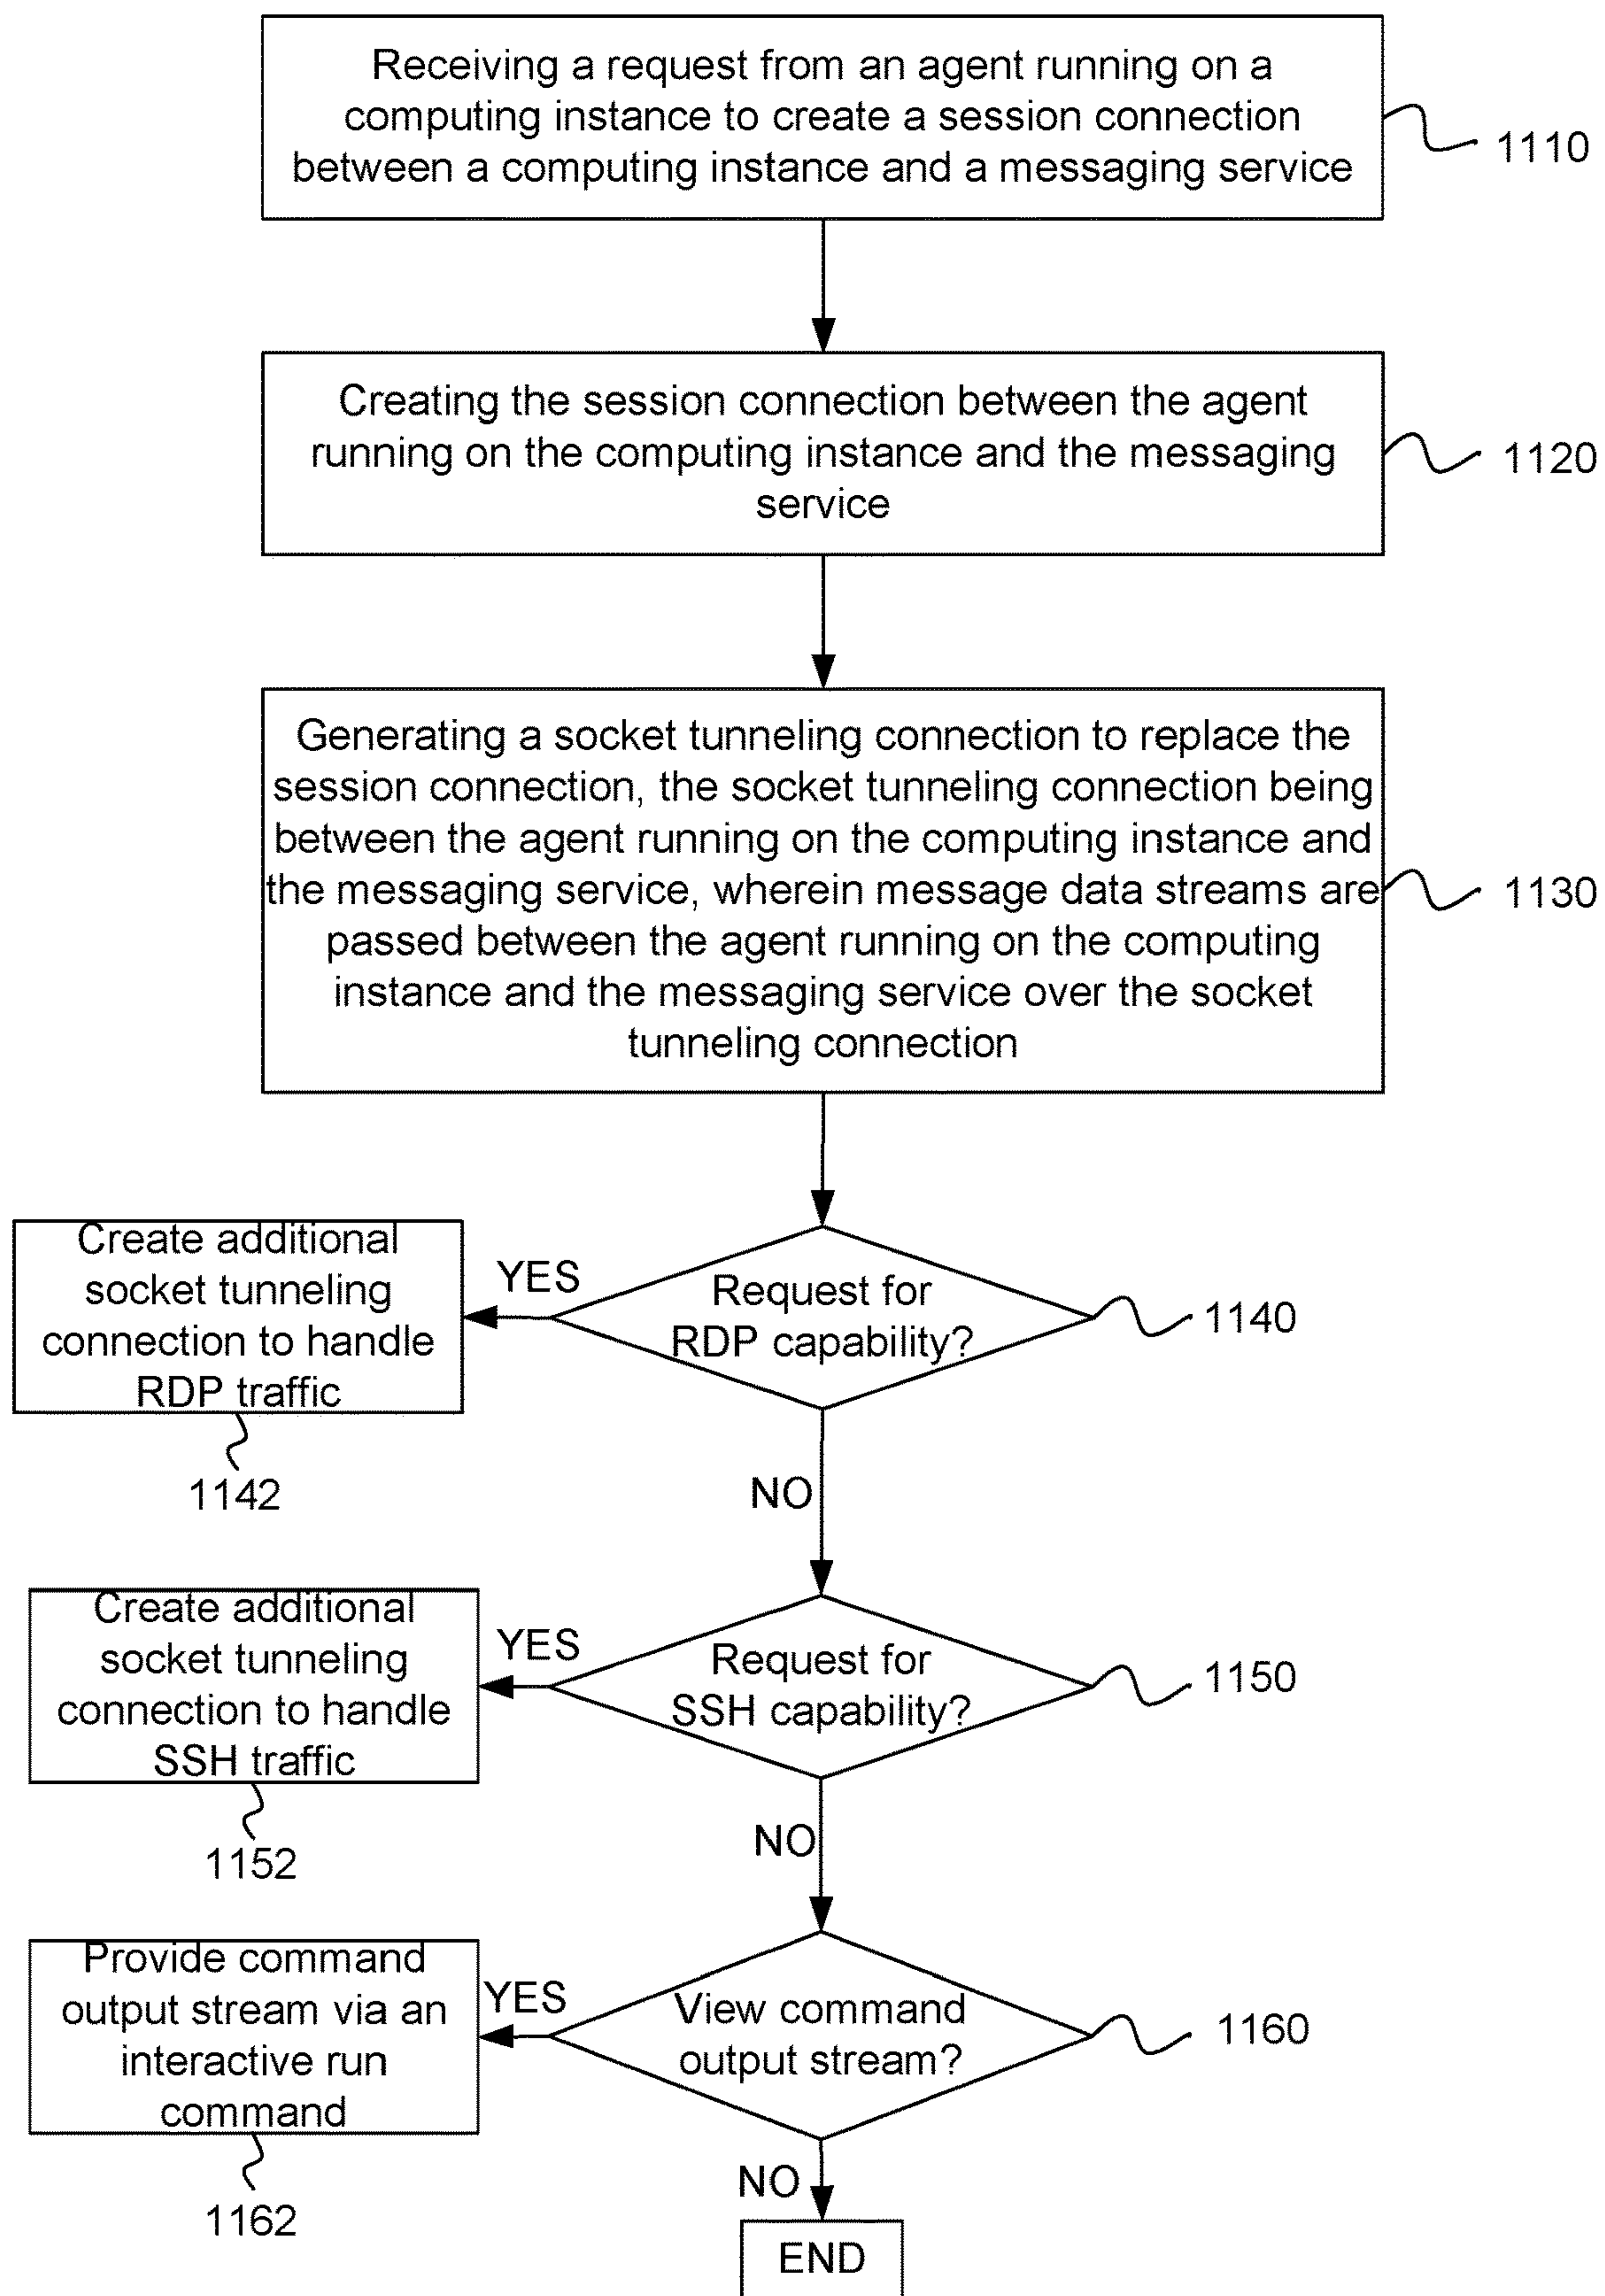 Receiving a request from an agent running on a
computing instance to create a session connection
between a computing instance and a messaging service
1110
Creating the session connection between the agent
running on the computing instance and the messaging
service
1120
Generating a socket tunneling connection to replace the
session connection, the socket tunneling connection being
between the agent running on the computing instance and
the messaging service, wherein message data streams are
passed between the agent running on the computing
instance and the messaging service over the socket
tunneling connection
1130
Request for
RDP capability?
1140
YES
Create additional
socket tunneling
connection to handle
RDP traffic
1142
NO
Request for
SSH capability?
1150
YES
Create additional
socket tunneling
connection to handle
SSH traffic
1152
NO
View command
output stream?
1160
YES
Provide command
output stream via an
interactive run
command
1162
NO
END